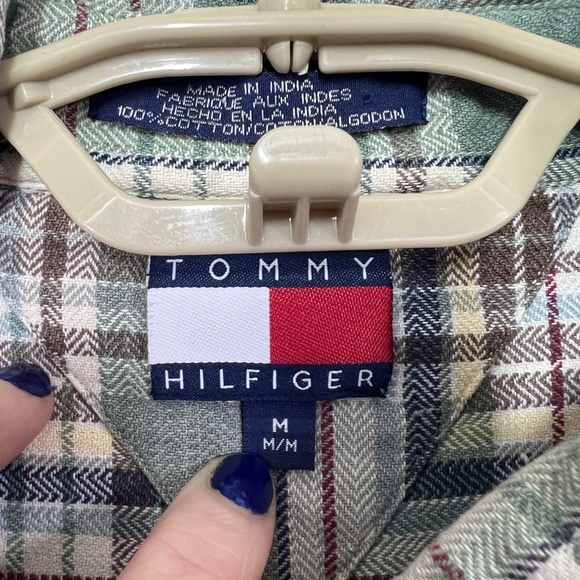 MADE IN INDIA
FABRIQUE AUX INDES
HECHO EN LA INDIA
100% COTTON/COTON/ALGODON
TOMMY
HILFIGER
M
M/M